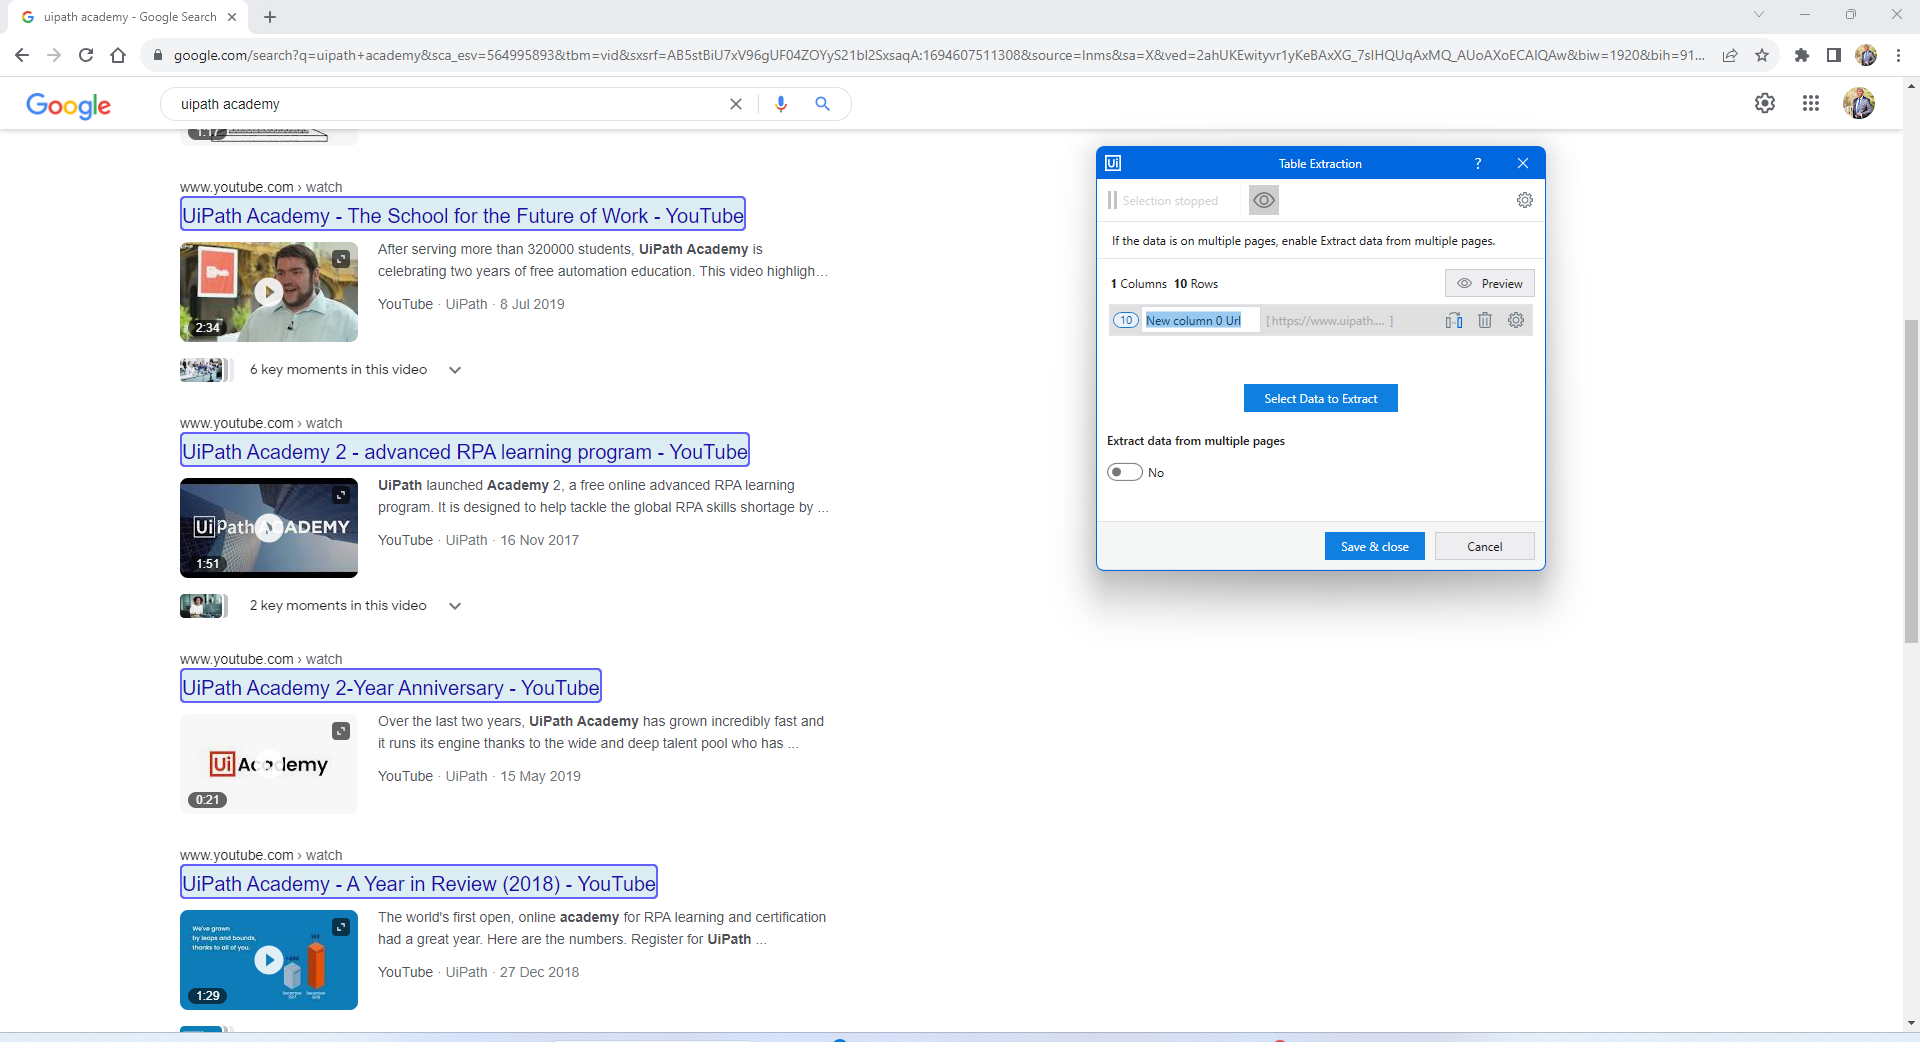 uipath academy - Google Search
google.com/search?q=uipath+academy&sca_esv=564995893&tbm=vid&sxsrf=AB5stBiU7xV96gUF04ZOYyS21bl2SxsaqA:1694607511308&source=lnms&sa=X&ved=2ahUKEwityvr1yKeBAxXG_7sIHQUqAxMQ_AUoAXoECAIQAw&biw=1920&bih=91...
Google
uipath academy
1:17
www.youtube.com › watch
UiPath Academy - The School for the Future of Work - YouTube
After serving more than 320000 students, UiPath Academy is
celebrating two years of free automation education. This video highligh...
YouTube · UiPath · 8 Jul 2019
2:34
6 key moments in this video
www.youtube.com › watch
UiPath Academy 2 - advanced RPA learning program - YouTube
UiPath launched Academy 2, a free online advanced RPA learning
program. It is designed to help tackle the global RPA skills shortage by ...
YouTube · UiPath · 16 Nov 2017
UiPath ACADEMY
1:51
2 key moments in this video
www.youtube.com › watch
UiPath Academy 2-Year Anniversary - YouTube
Over the last two years, UiPath Academy has grown incredibly fast and
it runs its engine thanks to the wide and deep talent pool who has ...
YouTube · UiPath · 15 May 2019
Ui Academy
0:21
www.youtube.com › watch
UiPath Academy - A Year in Review (2018) - YouTube
The world's first open, online academy for RPA learning and certification
had a great year. Here are the numbers. Register for UiPath ...
YouTube · UiPath · 27 Dec 2018
We've grown
by leaps and bounds,
thanks to all of you.
1:29
Ui
Table Extraction
?
Selection stopped
If the data is on multiple pages, enable Extract data from multiple pages.
1 Columns 10 Rows
Preview
10 New column 0 Url [ https://www.uipath.... ]
Select Data to Extract
Extract data from multiple pages
No
Save & close
Cancel